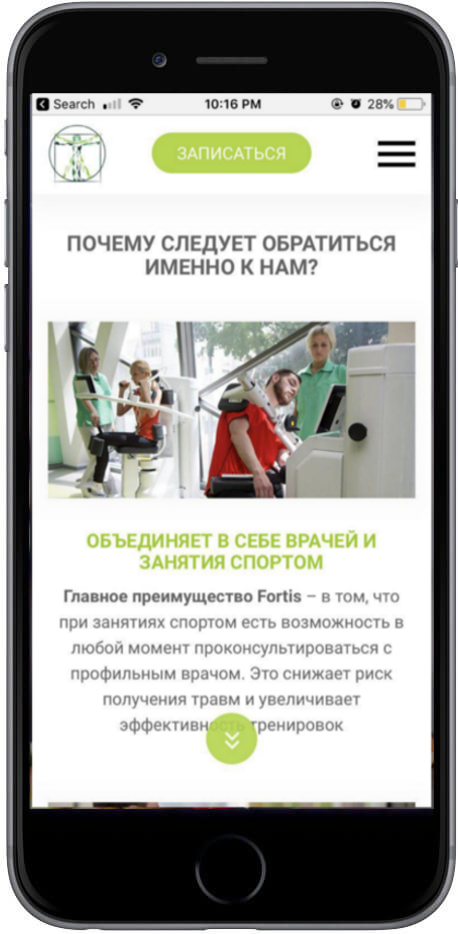 Search
10:16 PM
28%
ЗАПИСАТЬСЯ
ПОЧЕМУ СЛЕДУЕТ ОБРАТИТЬСЯ
ИМЕННО К НАМ?
ОБЪЕДИНЯЕТ В СЕБЕ ВРАЧЕЙ И
ЗАНЯТИЯ СПОРТОМ
Главное преимущество Fortis – в том, что
при занятиях спортом есть возможность в
любой момент проконсультироваться с
профильным врачом. Это снижает риск
получения травм и увеличивает
эффективность тренировок